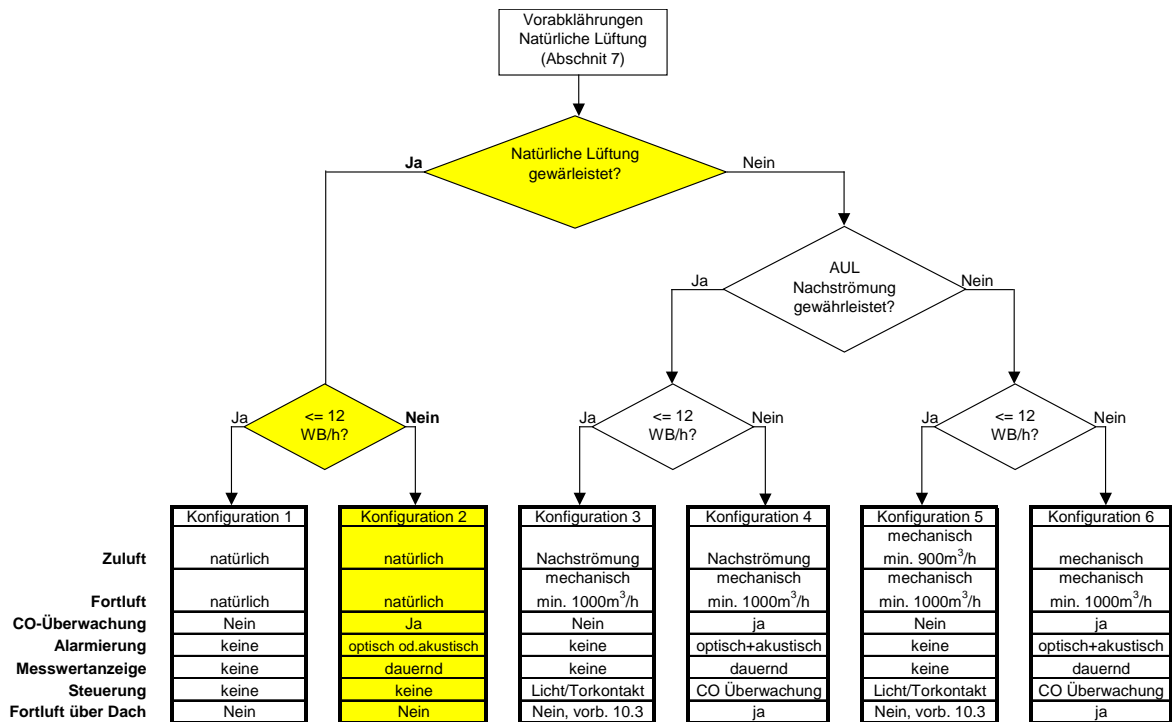 Vorabklährungen
Natürliche Lüftung
(Abschnit 7)
Natürliche Lüftung
gewärleistet?
Ja
Nein
AUL
Nachströmung
gewährleistet?
Ja
Nein
<= 12
WB/h?
Ja
Nein
<= 12
WB/h?
Ja
Nein
<= 12
WB/h?
Ja
Nein
Konfiguration 1 Konfiguration 2 Konfiguration 3 Konfiguration 4 Konfiguration 5 Konfiguration 6
Zuluft natürlich natürlich Nachströmung Nachströmung mechanisch min. 900m³/h mechanisch
Fortluft natürlich natürlich mechanisch min. 1000m³/h mechanisch min. 1000m³/h mechanisch min. 1000m³/h mechanisch min. 1000m³/h
CO-Überwachung Nein Ja Nein ja Nein ja
Alarmierung keine optisch od.akustisch keine optisch+akustisch keine optisch+akustisch
Messwertanzeige keine dauernd keine dauernd keine dauernd
Steuerung keine keine Licht/Torkontakt CO Überwachung Licht/Torkontakt CO Überwachung
Fortluft über Dach Nein Nein Nein, vorb. 10.3 ja Nein, vorb. 10.3 ja